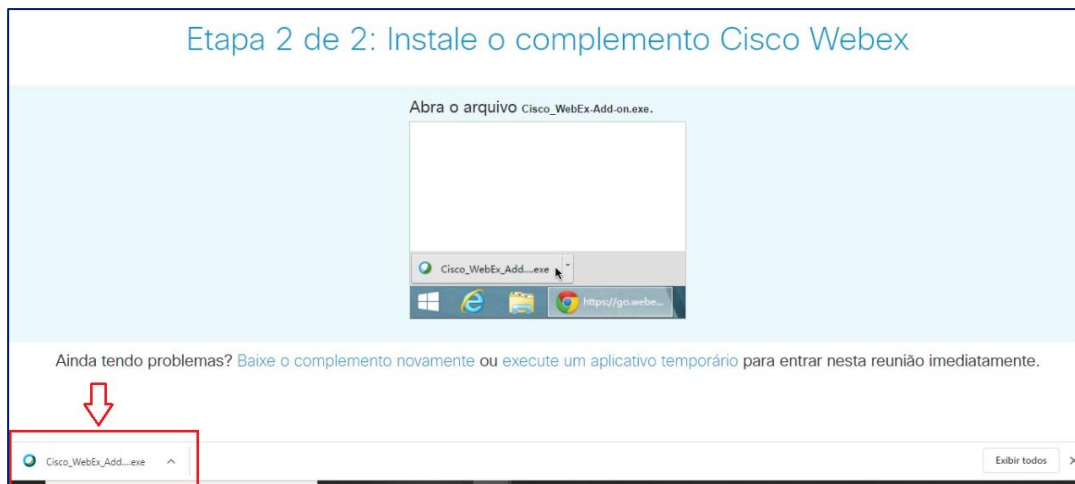 Etapa 2 de 2: Instale o complemento Cisco Webex
Abra o arquivo Cisco_WebEx-Add-on.exe.
Cisco_WebEx_Add....exe
https://go.webe...
Ainda tendo problemas? Baixe o complemento novamente ou execute um aplicativo temporário para entrar nesta reunião imediatamente.
Cisco_WebEx_Add....exe
Exibir todos